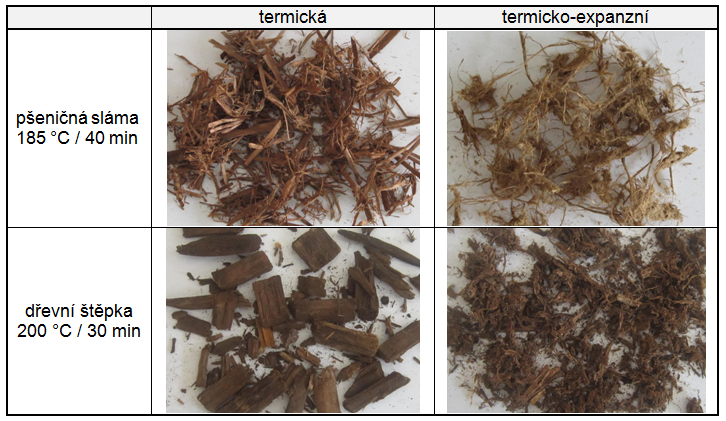 termická
termicko-expanzní
pšeničná sláma
185 °C / 40 min
dřevní štěpka
200 °C / 30 min